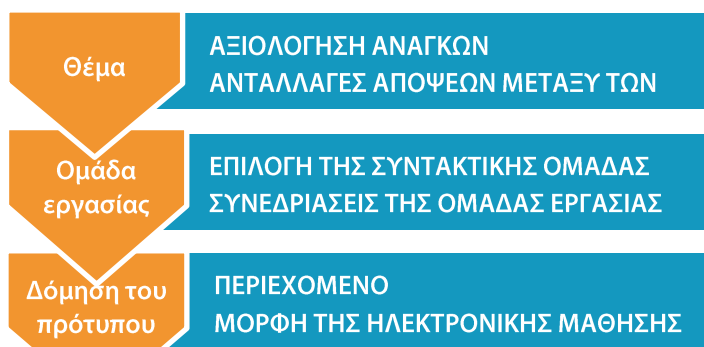 Θέμα
ΑΞΙΟΛΟΓΗΣΗ ΑΝΑΓΚΩΝ
ΑΝΤΑΛΛΑΓΕΣ ΑΠΟΨΕΩΝ ΜΕΤΑΞΥ ΤΩΝ
Ομάδα
εργασίας
ΕΠΙΛΟΓΗ ΤΗΣ ΣΥΝΤΑΚΤΙΚΗΣ ΟΜΑΔΑΣ
ΣΥΝΕΔΡΙΑΣΕΙΣ ΤΗΣ ΟΜΑΔΑΣ ΕΡΓΑΣΙΑΣ
Δόμηση του
πρότυπου
ΠΕΡΙΕΧΟΜΕΝΟ
ΜΟΡΦΗ ΤΗΣ ΗΛΕΚΤΡΟΝΙΚΗΣ ΜΑΘΗΣΗΣ